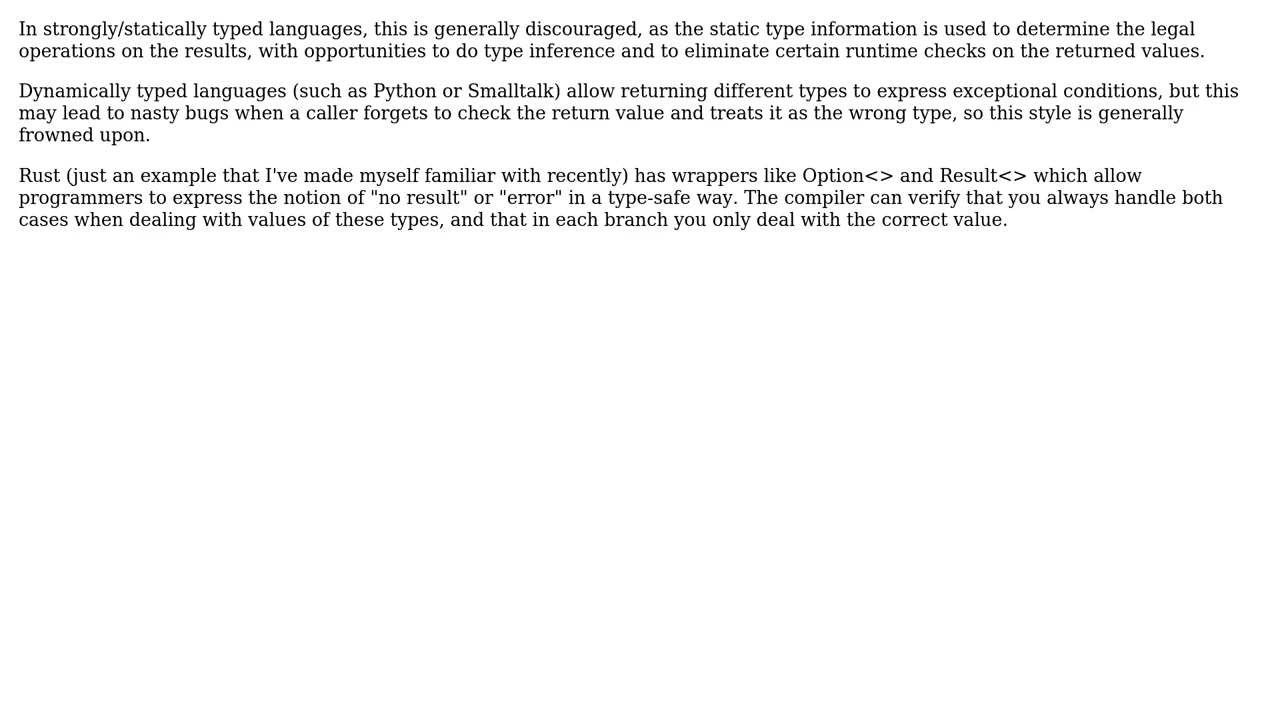 In strongly/statically typed languages, this is generally discouraged, as the static type information is used to determine the legal
operations on the results, with opportunities to do type inference and to eliminate certain runtime checks on the returned values.
Dynamically typed languages (such as Python or Smalltalk) allow returning different types to express exceptional conditions, but this
may lead to nasty bugs when a caller forgets to check the return value and treats it as the wrong type, so this style is generally
frowned upon.
Rust (just an example that I've made myself familiar with recently) has wrappers like Option<> and Result<> which allow
programmers to express the notion of "no result" or "error" in a type-safe way. The compiler can verify that you always handle both
cases when dealing with values of these types, and that in each branch you only deal with the correct value.